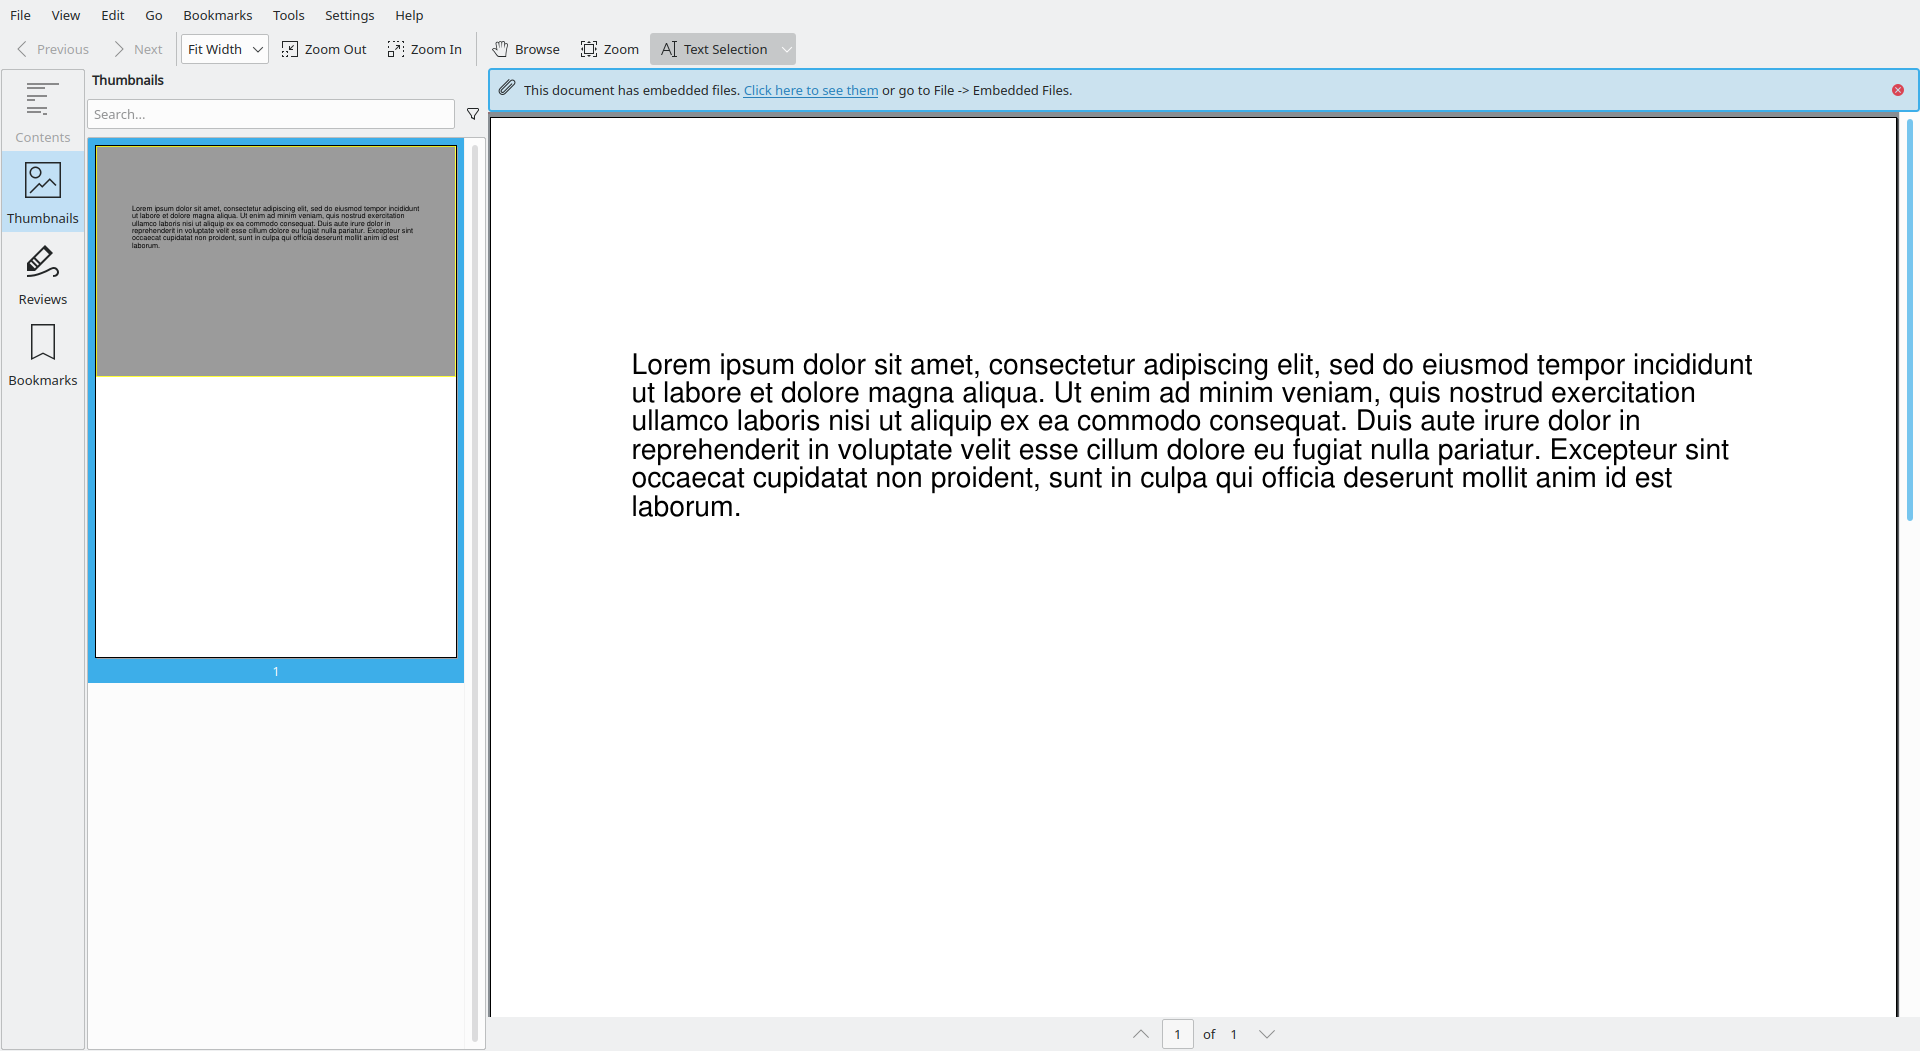 File View Edit Go Bookmarks Tools Settings Help
Previous Next Fit Width Zoom Out Zoom In Browse Zoom Text Selection
Contents
Thumbnails
Reviews
Bookmarks
Thumbnails
Search...
Lorem ipsum dolor sit amet, consectetur adipiscing elit, sed do eiusmod tempor incididunt
ut labore et dolore magna aliqua. Ut enim ad minim veniam, quis nostrud exercitation
ullamco laboris nisi ut aliquip ex ea commodo consequat. Duis aute irure dolor in
reprehenderit in voluptate velit esse cillum dolore eu fugiat nulla pariatur. Excepteur sint
occaecat cupidatat non proident, sunt in culpa qui officia deserunt mollit anim id est
laborum.
1
This document has embedded files. Click here to see them or go to File -> Embedded Files.
Lorem ipsum dolor sit amet, consectetur adipiscing elit, sed do eiusmod tempor incididunt
ut labore et dolore magna aliqua. Ut enim ad minim veniam, quis nostrud exercitation
ullamco laboris nisi ut aliquip ex ea commodo consequat. Duis aute irure dolor in
reprehenderit in voluptate velit esse cillum dolore eu fugiat nulla pariatur. Excepteur sint
occaecat cupidatat non proident, sunt in culpa qui officia deserunt mollit anim id est
laborum.
1 of 1